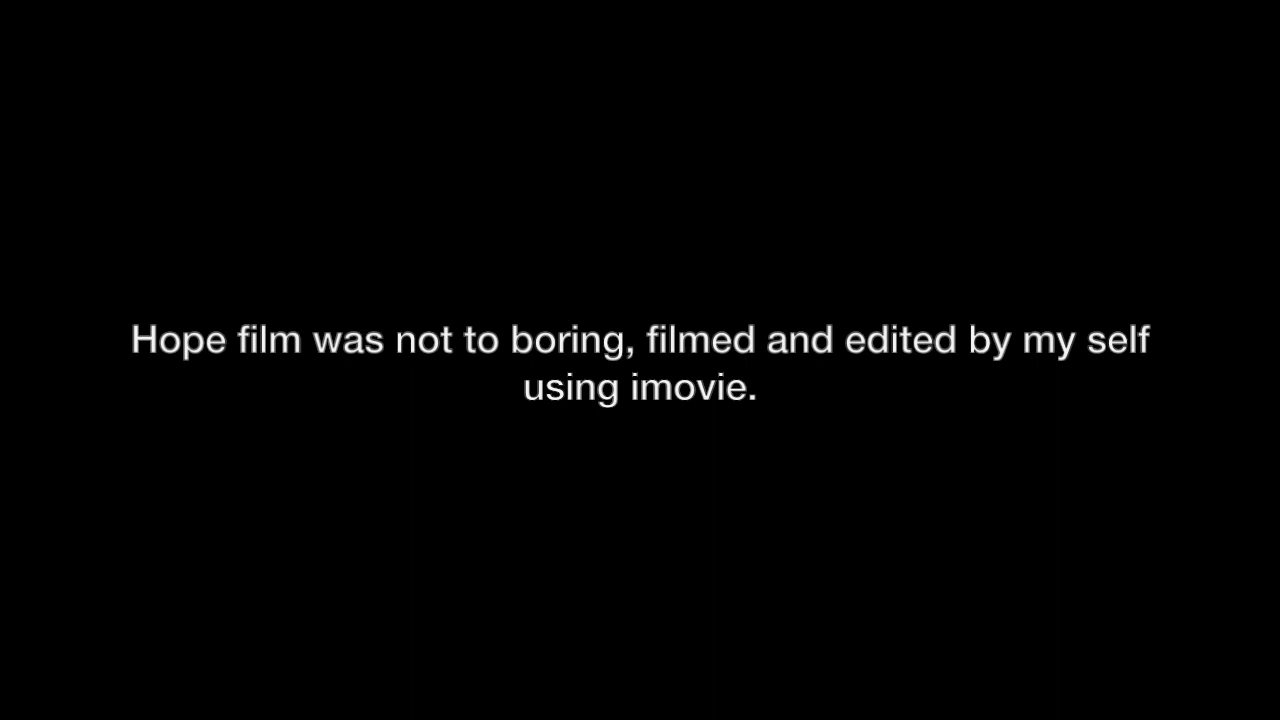 Hope film was not to boring, filmed and edited by my self
using imovie.